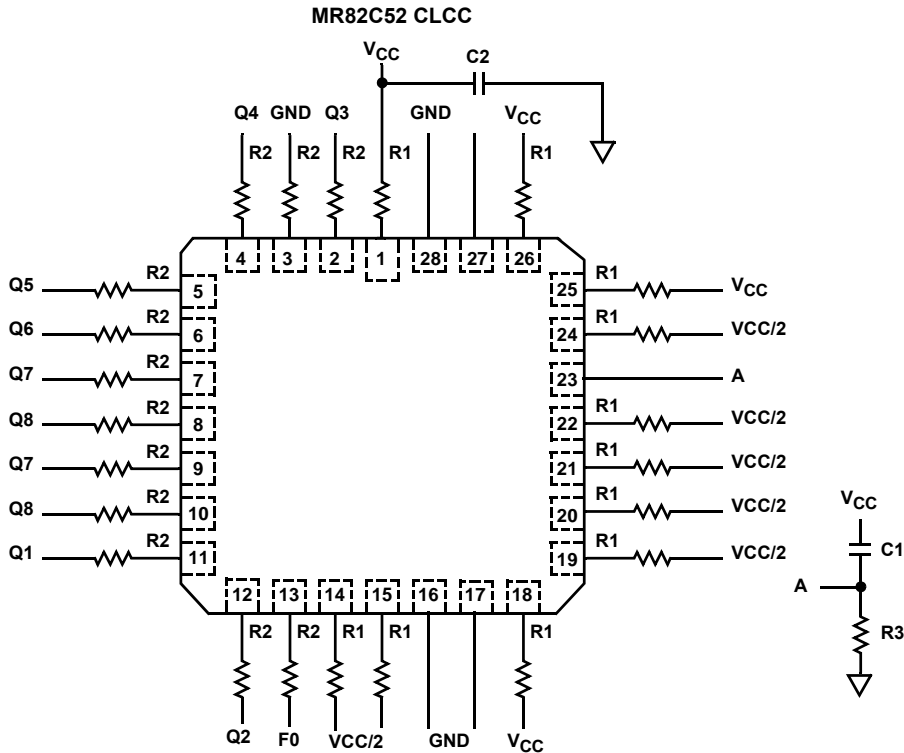 MR82C52 CLCC
VCC
C2
Q4 GND Q3 GND VCC
R2 R2 R2 R1 R1
4 3 2 1 28 27 26
Q5 R2 5 25 R1 VCC
Q6 R2 6 24 R1 VCC/2
Q7 R2 7 23 A
Q8 R2 8 22 R1 VCC/2
Q7 R2 9 21 R1 VCC/2
Q8 R2 10 20 R1 VCC/2
Q1 R2 11 19 R1 VCC/2
12 13 14 15 16 17 18
R2 R2 R1 R1 R1
Q2 F0 VCC/2 GND VCC
VCC
C1
A
R3